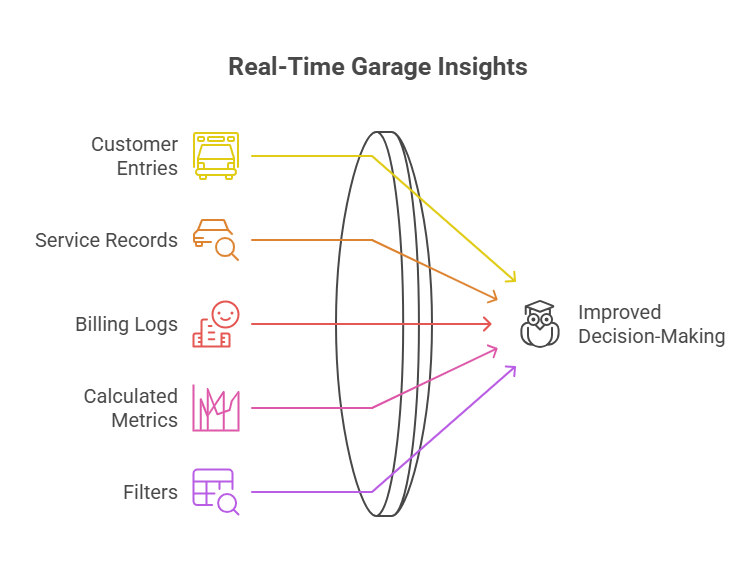 Real-Time Garage Insights
Customer
Entries
Service Records
Billing Logs
Improved
Decision-Making
Calculated
Metrics
Filters